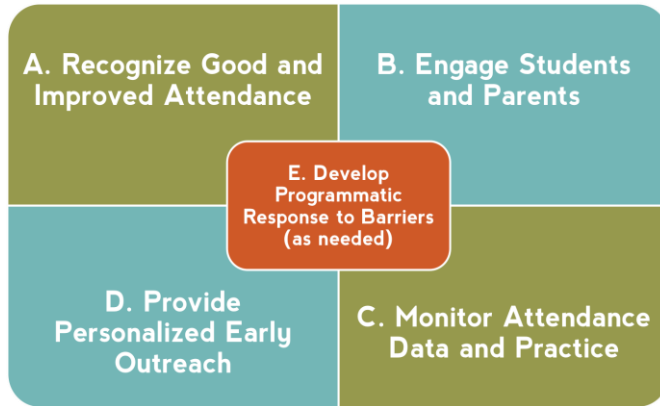 A. Recognize Good and
Improved Attendance
B. Engage Students
and Parents
E. Develop
Programmatic
Response to Barriers
(as needed)
D. Provide
Personalized Early
Outreach
C. Monitor Attendance
Data and Practice